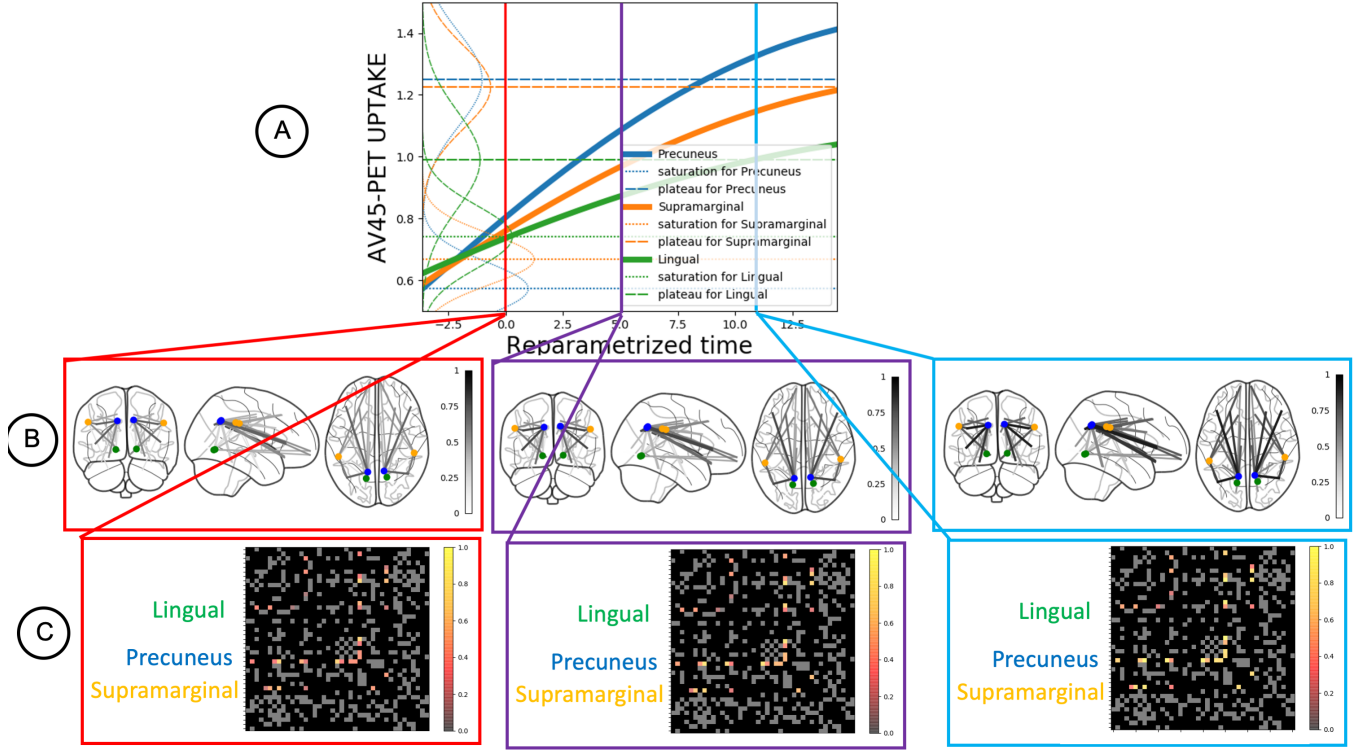 A
AV45-PET UPTAKE
1.4
1.2
1.0
0.8
0.6
Precuneus
saturation for Precuneus
plateau for Precuneus
Supramarginal
saturation for Supramarginal
plateau for Supramarginal
Lingual
saturation for Lingual
plateau for Lingual
−2.5 0.0 2.5 5.0 7.5 10.0 12.5
Reparametrized time
B
1
0.75
0.5
0.25
0
1
0.75
0.5
0.25
0
1
0.75
0.5
0.25
0
C
Lingual
Precuneus
Supramarginal
1.0
0.8
0.6
0.4
0.2
0.0
Lingual
Precuneus
Supramarginal
1.0
0.8
0.6
0.4
0.2
0.0
Lingual
Precuneus
Supramarginal
1.0
0.8
0.6
0.4
0.2
0.0